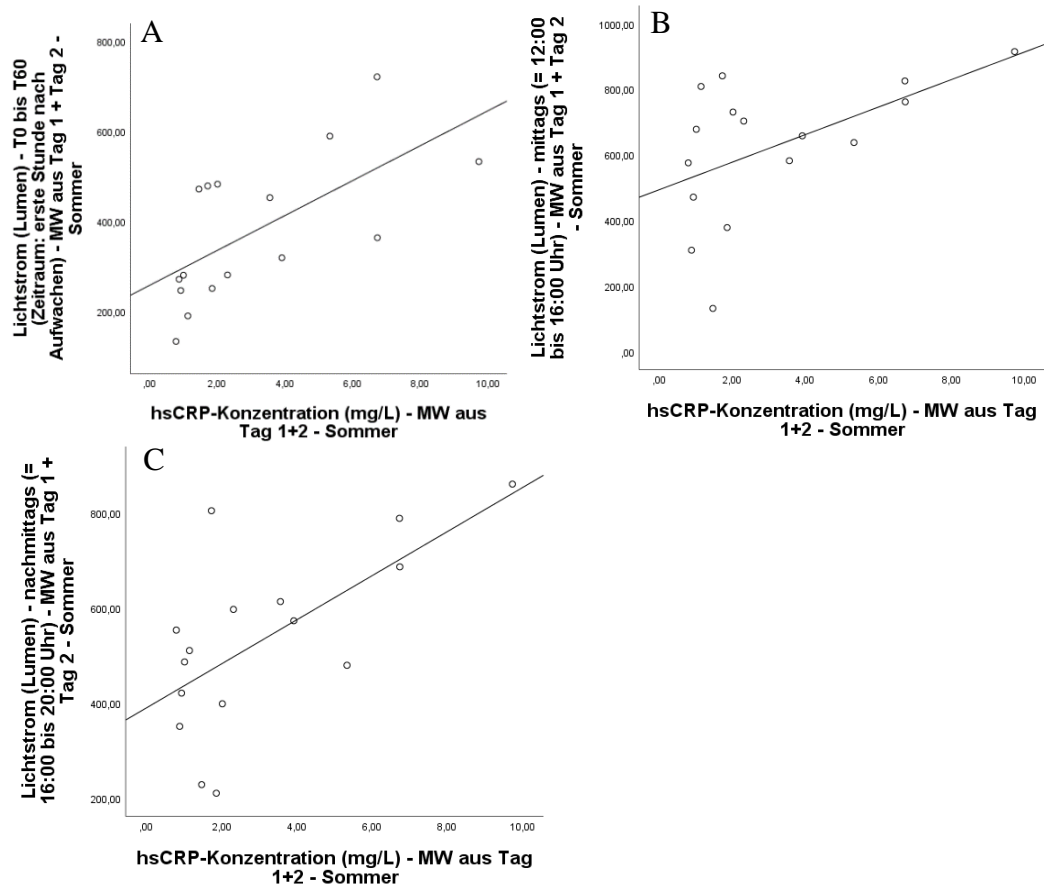 A
Lichtstrom (Lumen) - T0 bis T60
(Zeitraum: erste Stunde nach
Aufwachen) - MW aus Tag 1 + Tag 2 -
Sommer
800,00
600,00
400,00
200,00
,00 2,00 4,00 6,00 8,00 10,00
hsCRP-Konzentration (mg/L) - MW aus
Tag 1+2 - Sommer
B
Lichtstrom (Lumen) - mittags (= 12:00
bis 16:00 Uhr) - MW aus Tag 1 + Tag 2
- Sommer
1000,00
800,00
600,00
400,00
200,00
,00
,00 2,00 4,00 6,00 8,00 10,00
hsCRP-Konzentration (mg/L) - MW aus Tag
1+2 - Sommer
C
Lichtstrom (Lumen) - nachmittags (=
16:00 bis 20:00 Uhr) - MW aus Tag 1 +
Tag 2 - Sommer
800,00
600,00
400,00
200,00
,00 2,00 4,00 6,00 8,00 10,00
hsCRP-Konzentration (mg/L) - MW aus Tag
1+2 - Sommer